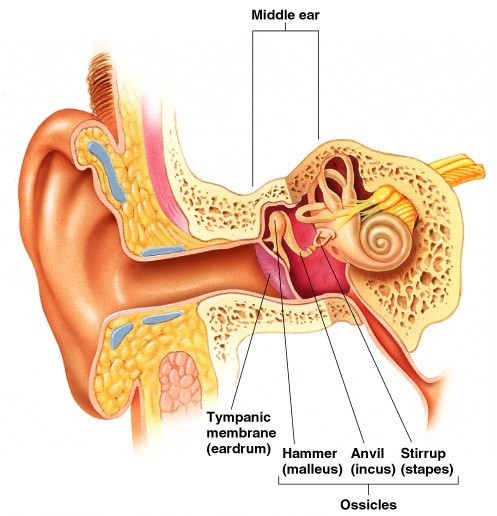 Middle ear
Tympanic
membrane
(eardrum)
Hammer
(malleus)
Anvil
(incus)
Stirrup
(stapes)
Ossicles